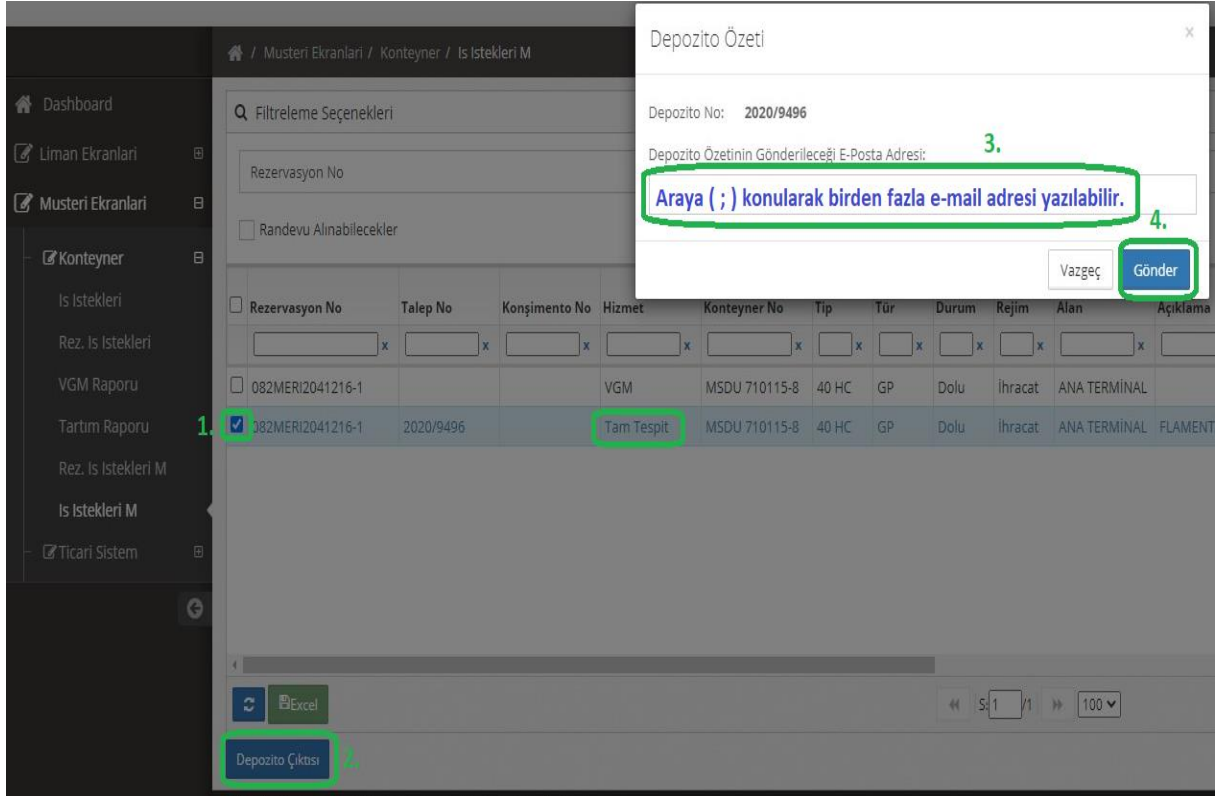 Depozito Özeti
x
/ Musteri Ekranlari / Konteyner / Is Istekleri M
Dashboard
Liman Ekranlari
Musteri Ekranlari
Konteyner
Is Istekleri
Rez. Is Istekleri
VGM Raporu
Tartım Raporu
Rez. Is Istekleri M
Is Istekleri M
Ticari Sistem
Filtreleme Seçenekleri
Rezervasyon No
Randevu Alınabilecekler
Depozito No: 2020/9496
3.
Depozito Özetinin Gönderileceği E-Posta Adresi:
Araya ( ; ) konularak birden fazla e-mail adresi yazılabilir.
4.
Vazgeç Gönder
Rezervasyon No Talep No Konşimento No Hizmet Konteyner No Tip Tür Durum Rejim Alan Açıklama
x x x x x x x x x x
082MERI2041216-1 VGM MSDU 710115-8 40 HC GP Dolu İhracat ANA TERMİNAL
1. 082MERI2041216-1 2020/9496 Tam Tespit MSDU 710115-8 40 HC GP Dolu İhracat ANA TERMİNAL FLAMENT
Excel
S: 1 /1 100
Depozito Çıktısı 2.